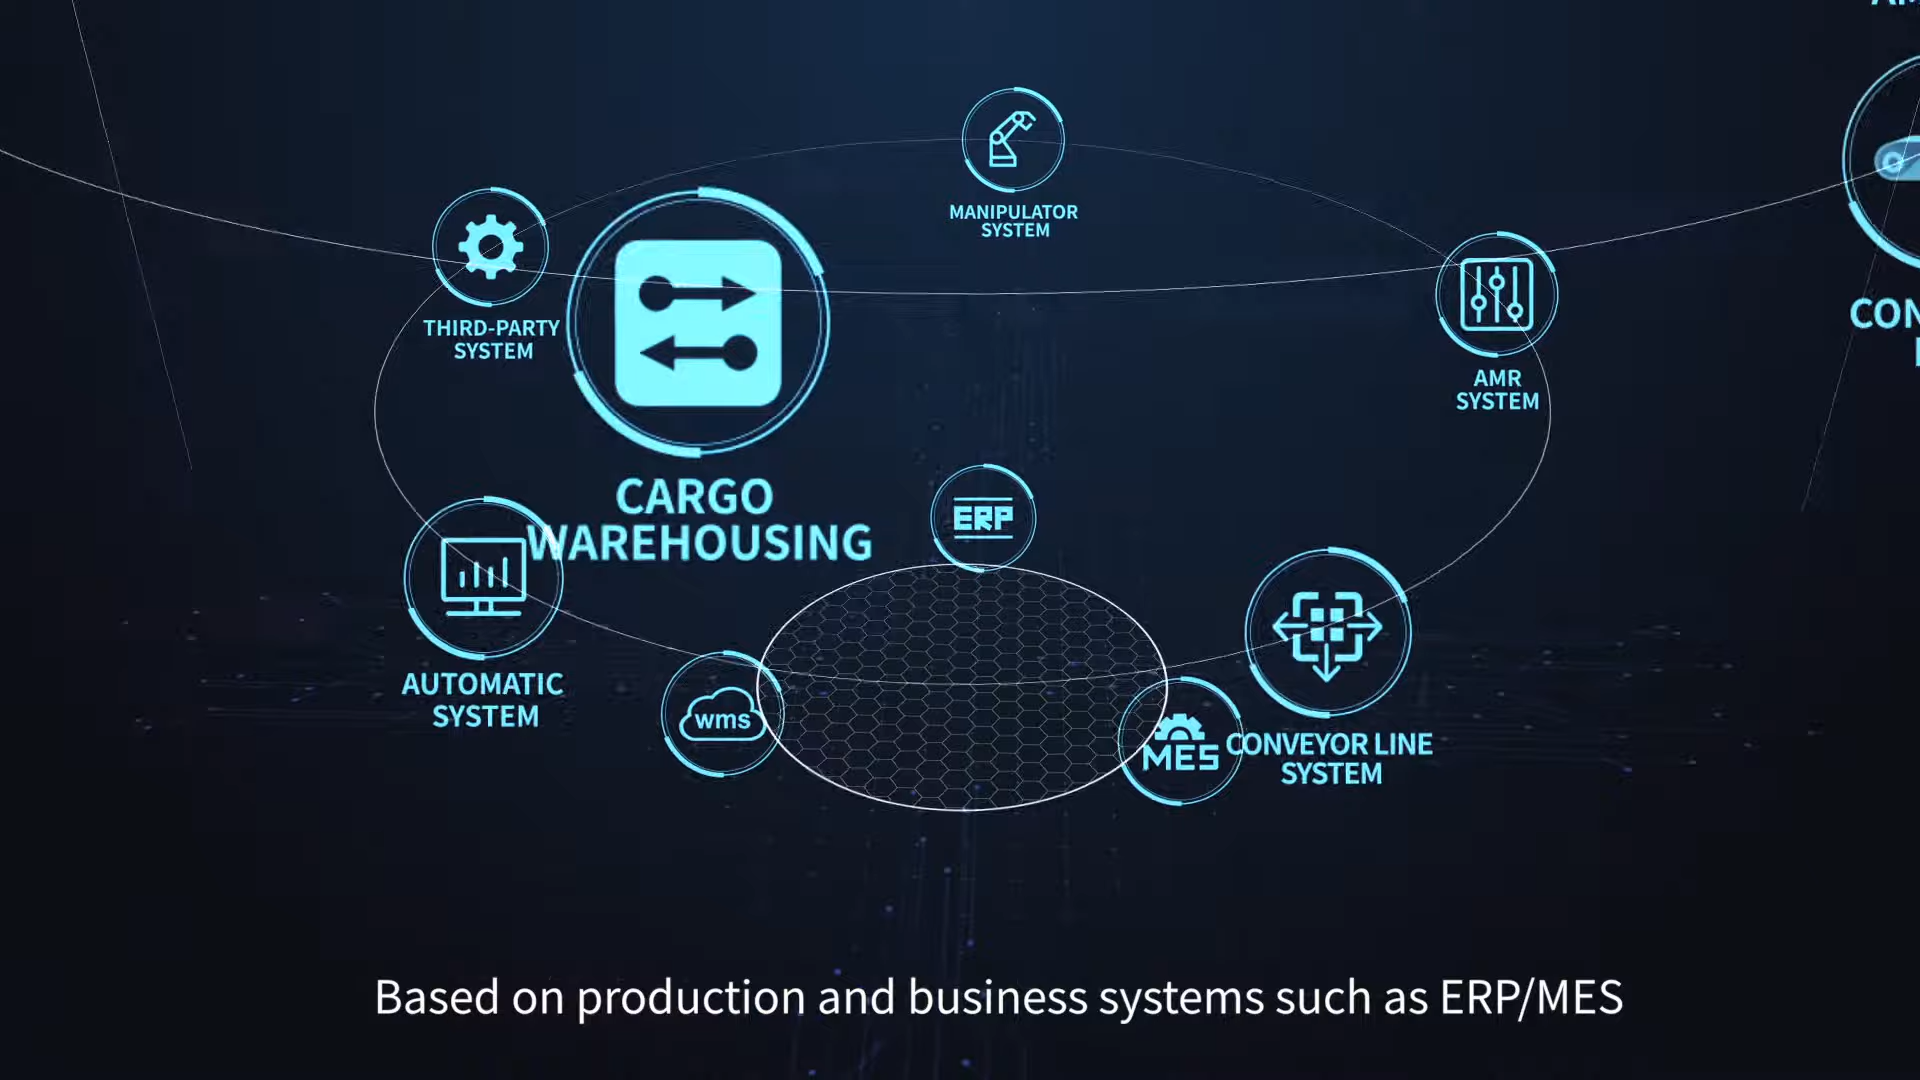 MANIPULATOR
SYSTEM
THIRD-PARTY
SYSTEM
AMR
SYSTEM
CARGO
WAREHOUSING
ERP
AUTOMATIC
SYSTEM
wms
MES
CONVEYOR LINE
SYSTEM
Based on production and business systems such as ERP/MES